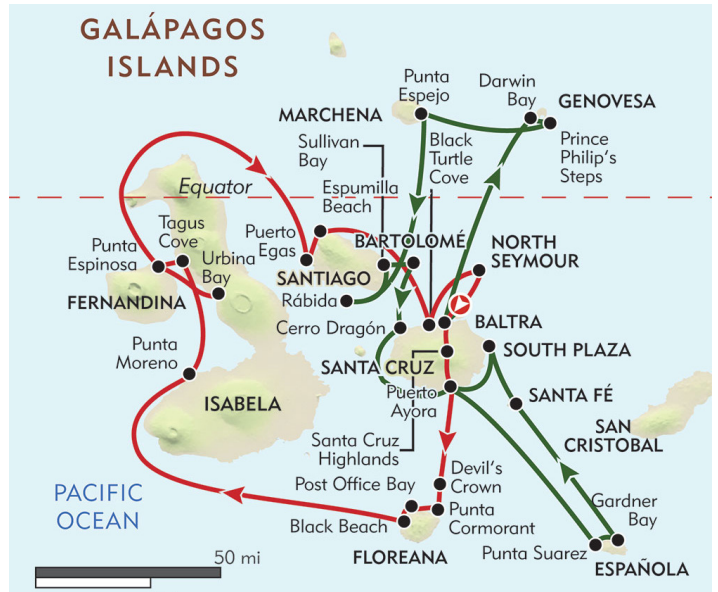 GALÁPAGOS
ISLANDS
Punta
Espejo
Darwin
Bay
GENOVESA
MARCHENA
Sullivan
Bay
Black
Turtle
Cove
Prince
Philip's
Steps
Equator
Espumilla
Beach
Tagus
Cove
Puerto
Egas
BARTOLOMÉ
NORTH
SEYMOUR
Punta
Espinosa
Urbina
Bay
SANTIAGO
FERNANDINA
Rábida
Cerro Dragón
BALTRA
Punta
Moreno
SANTA CRUZ
SOUTH PLAZA
Puerto
Ayora
ISABELA
SANTA FÉ
SAN
CRISTOBAL
Santa Cruz
Highlands
Devil's
Crown
PACIFIC
OCEAN
Post Office Bay
Gardner
Bay
Black Beach
Punta
Cormorant
50 mi
FLOREANA
Punta Suarez
ESPAÑOLA